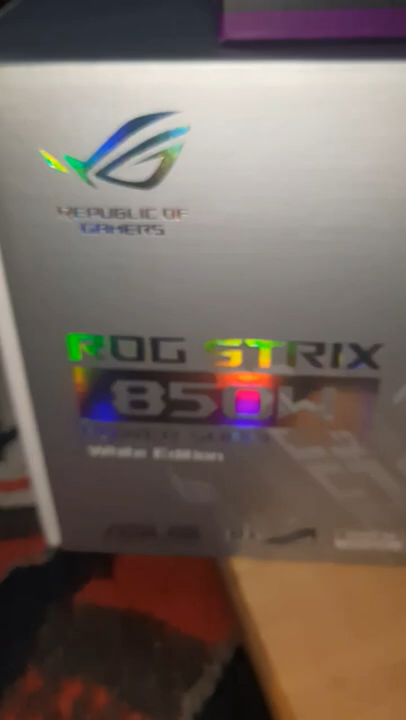 REPUBLIC OF
GAMERS
ROG STRIX
850W
White Edition